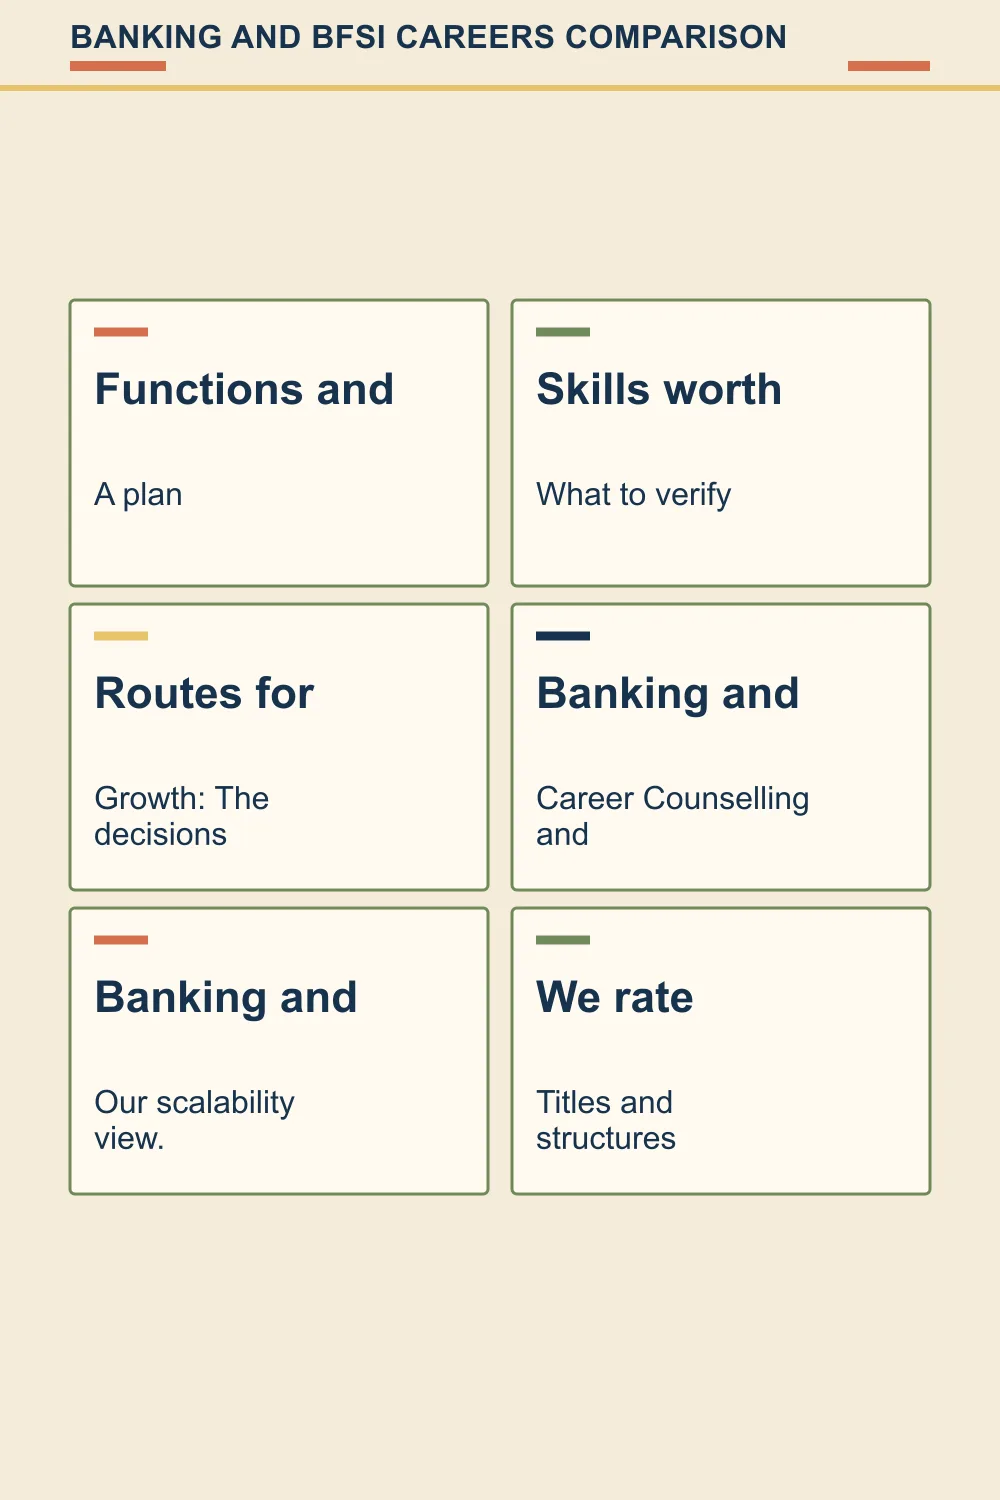 BANKING AND BFSI CAREERS COMPARISON
Functions and
A plan
Skills worth
What to verify
Routes for
Growth: The
decisions
Banking and
Career Counselling
and
Banking and
Our scalability
view.
We rate
Titles and
structures